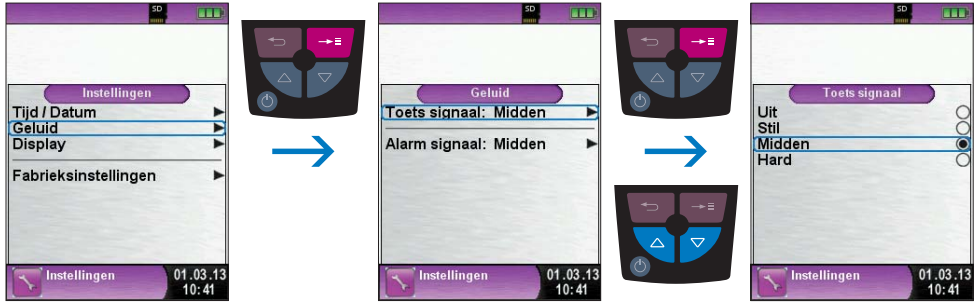 SD
Instellingen
Tijd / Datum
Geluid
Display
Fabrieksinstellingen
Instellingen
01.03.13
10:41
SD
Geluid
Toets signaal: Midden
Alarm signaal: Midden
Instellingen
01.03.13
10:41
SD
Toets signaal
Uit
Stil
Midden
Hard
Instellingen
01.03.13
10:41